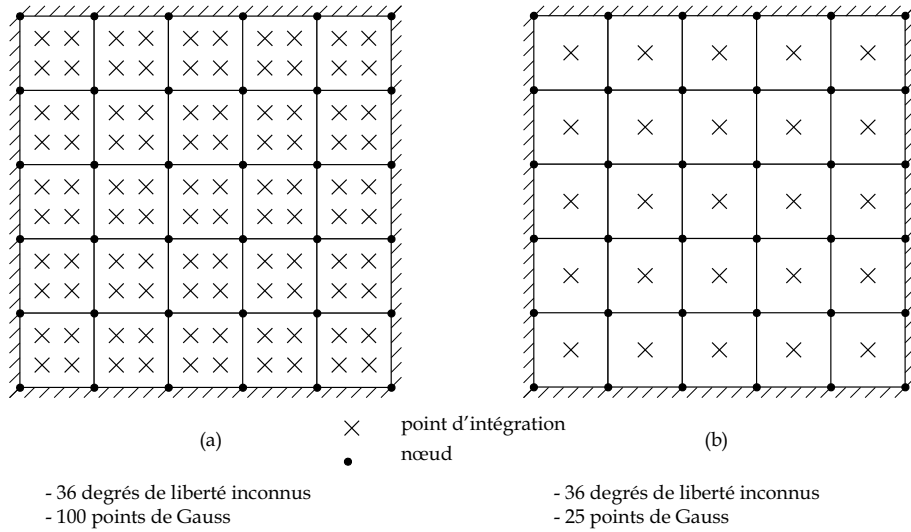 (a)
(b)
point d'intégration
nœud
- 36 degrés de liberté inconnus
- 100 points de Gauss
- 36 degrés de liberté inconnus
- 25 points de Gauss